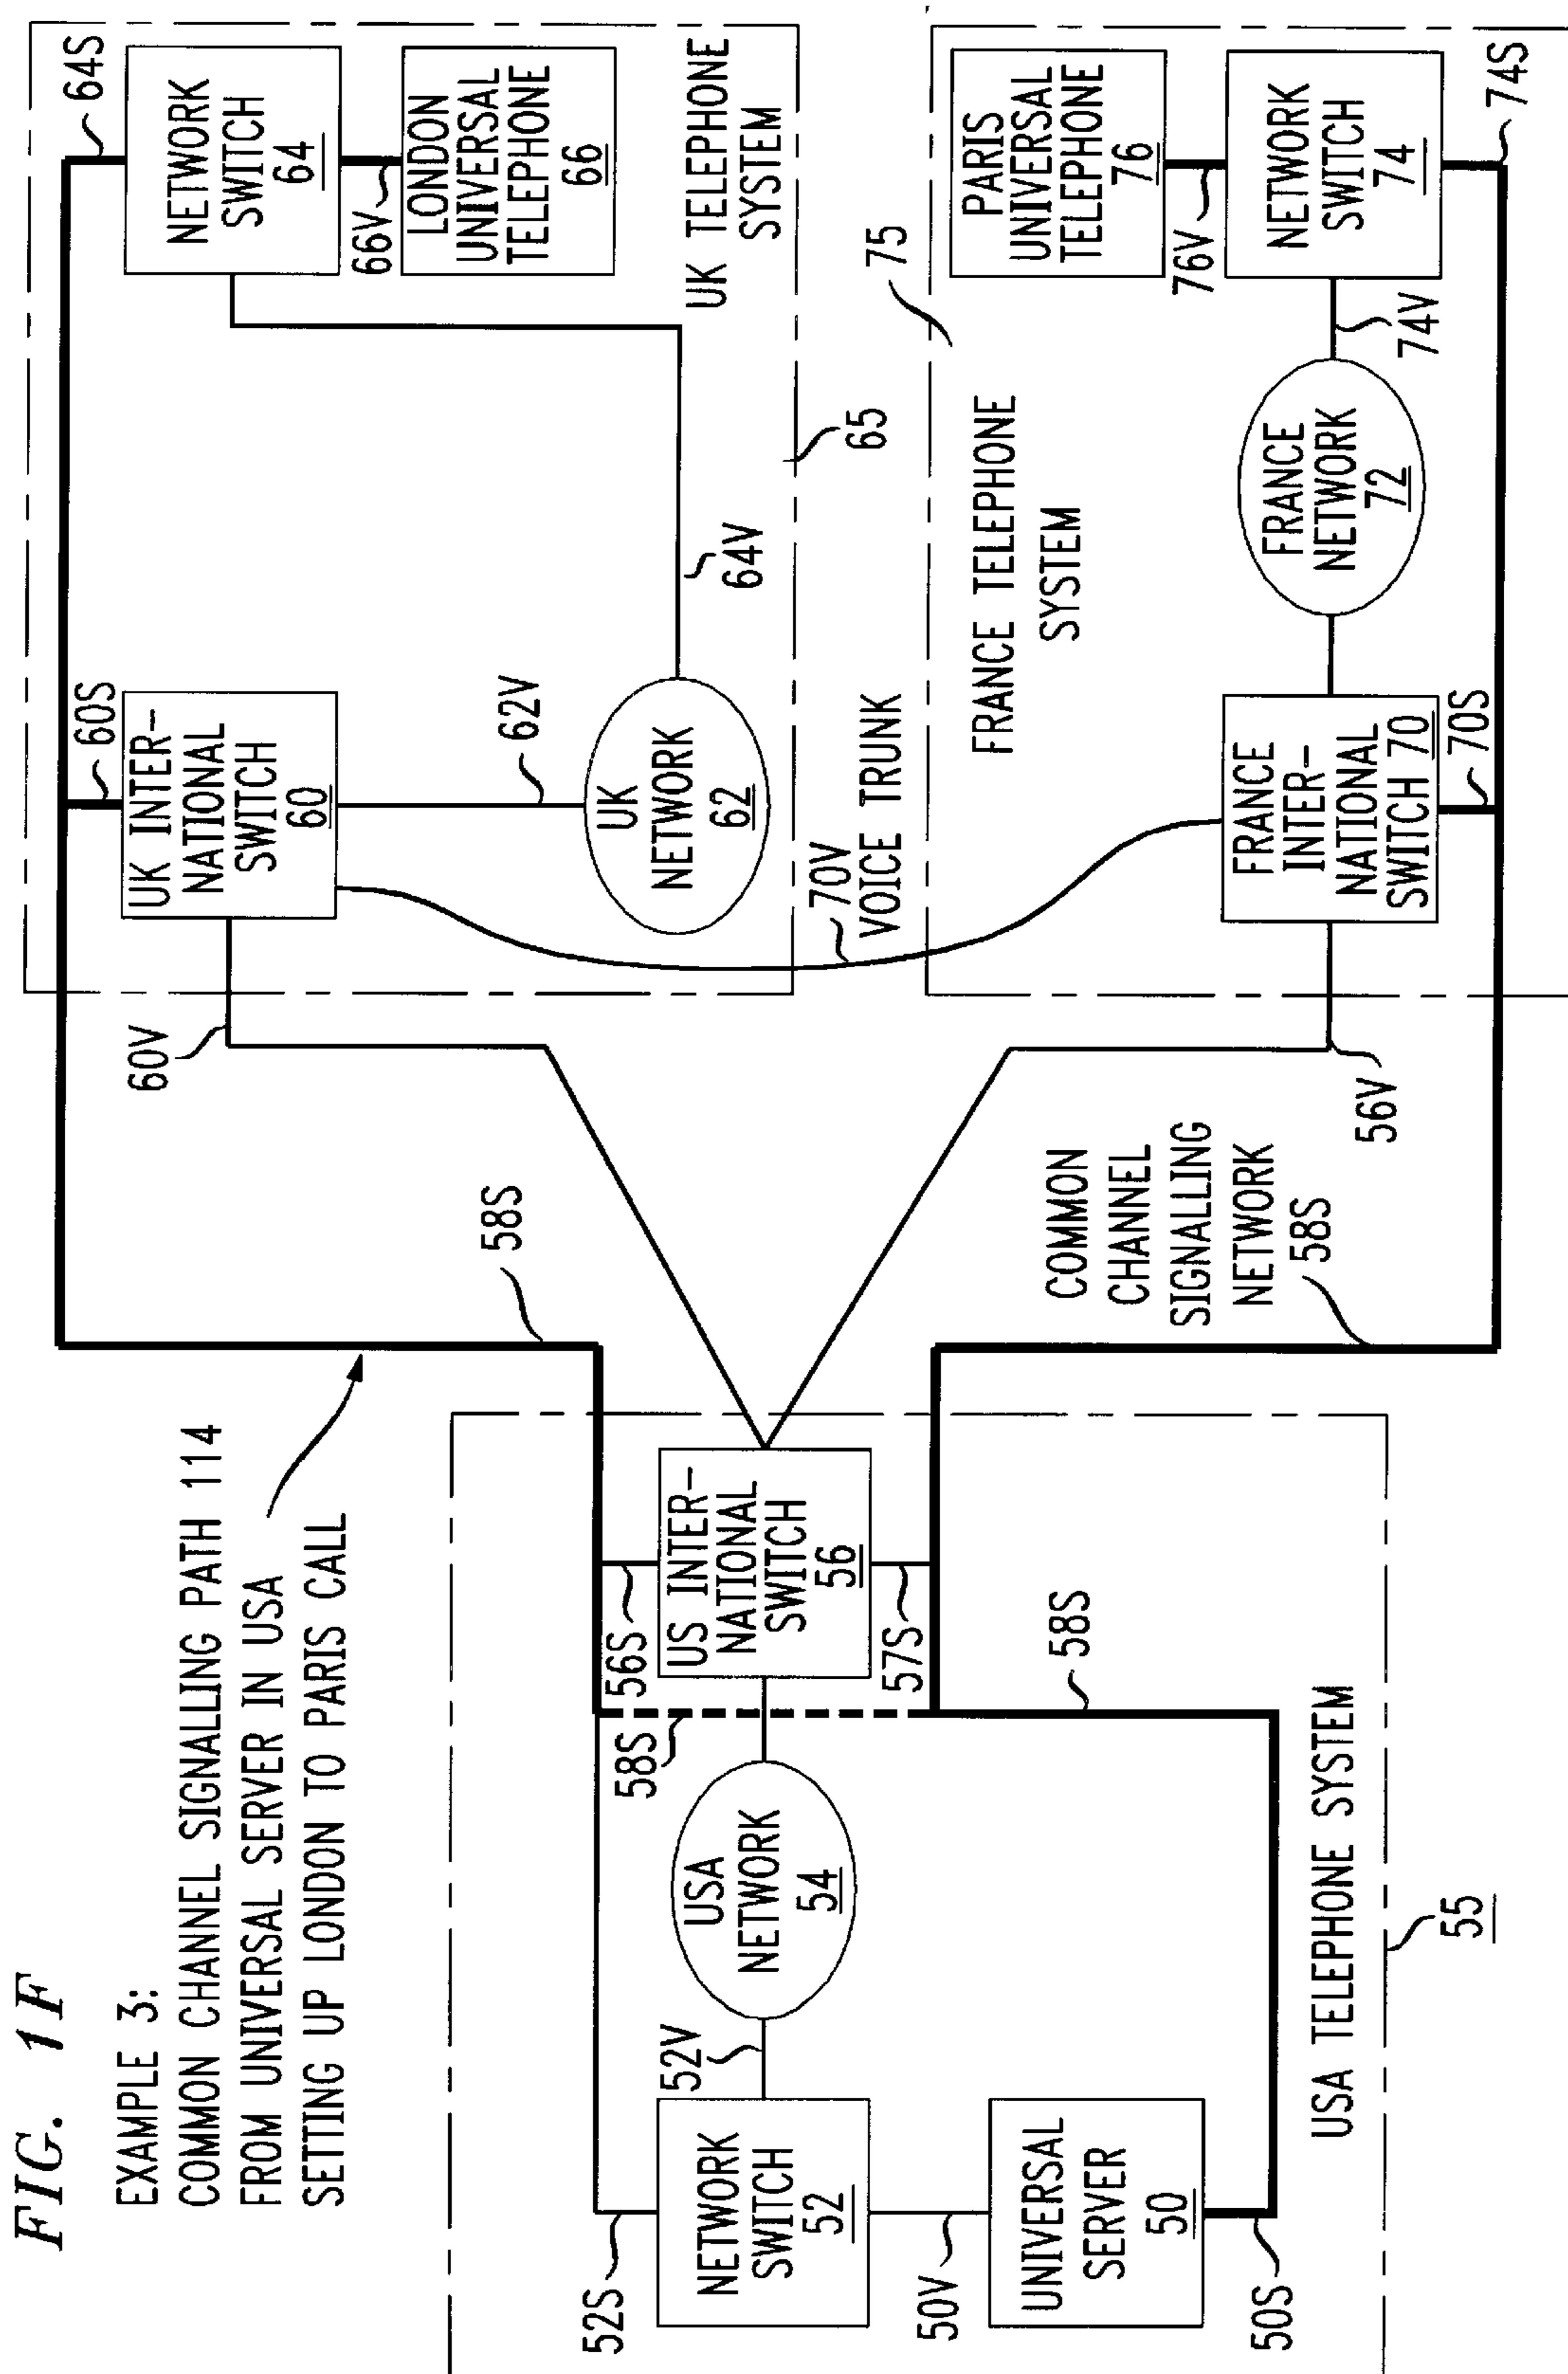 FIG. 1F
EXAMPLE 3:
COMMON CHANNEL SIGNALLING PATH 114
FROM UNIVERSAL SERVER IN USA
SETTING UP LONDON TO PARIS CALL
52S
NETWORK
SWITCH
52
50V
UNIVERSAL
SERVER
50
50S
52V
USA
NETWORK
54
58S
56S
US INTER-
NATIONAL
SWITCH
56
57S
58S
USA TELEPHONE SYSTEM
55
58S
COMMON
CHANNEL
SIGNALLING
NETWORK
58S
60V
56V
60S
UK INTER-
NATIONAL
SWITCH
60
62V
UK
NETWORK
62
64V
64S
NETWORK
SWITCH
64
66V
LONDON
UNIVERSAL
TELEPHONE
66
UK TELEPHONE
SYSTEM
65
70V
VOICE TRUNK
75
FRANCE TELEPHONE
SYSTEM
FRANCE
INTER-
NATIONAL
SWITCH 70
70S
FRANCE
NETWORK
72
74V
PARIS
UNIVERSAL
TELEPHONE
76
76V
NETWORK
SWITCH
74
74S